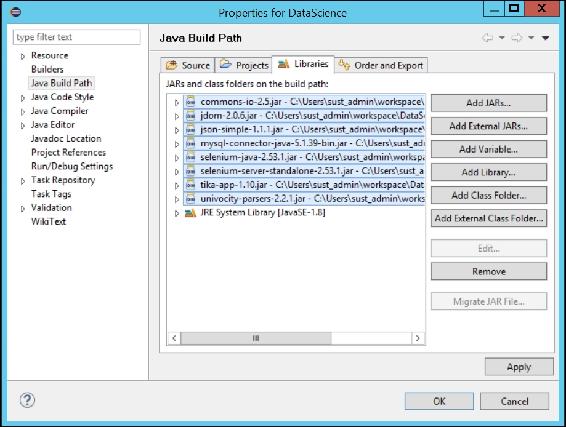 Properties for DataScience
type filter text
Resource
Builders
Java Build Path
Java Code Style
Java Compiler
Java Editor
Javadoc Location
Project References
Run/Debug Settings
Task Repository
Task Tags
Validation
WikiText
Java Build Path
Source Projects Libraries Order and Export
JARs and class folders on the build path:
commons-io-2.5.jar - C:\Users\sust_admin\workspace\
jdom-2.0.6.jar - C:\Users\sust_admin\workspace\DataSc
json-simple-1.1.1.jar - C:\Users\sust_admin\workspace\
mysql-connector-java-5.1.39-bin.jar - C:\Users\sust_adm
selenium-java-2.53.1.jar - C:\Users\sust_admin\workspa
selenium-server-standalone-2.53.1.jar - C:\Users\sust_a
tika-app-1.10.jar - C:\Users\sust_admin\workspace\Dat
univocity-parsers-2.2.1.jar - C:\Users\sust_admin\works
JRE System Library [JavaSE-1.8]
Add JARs...
Add External JARs...
Add Variable...
Add Library...
Add Class Folder...
Add External Class Folder...
Edit...
Remove
Migrate JAR File...
Apply
OK
Cancel